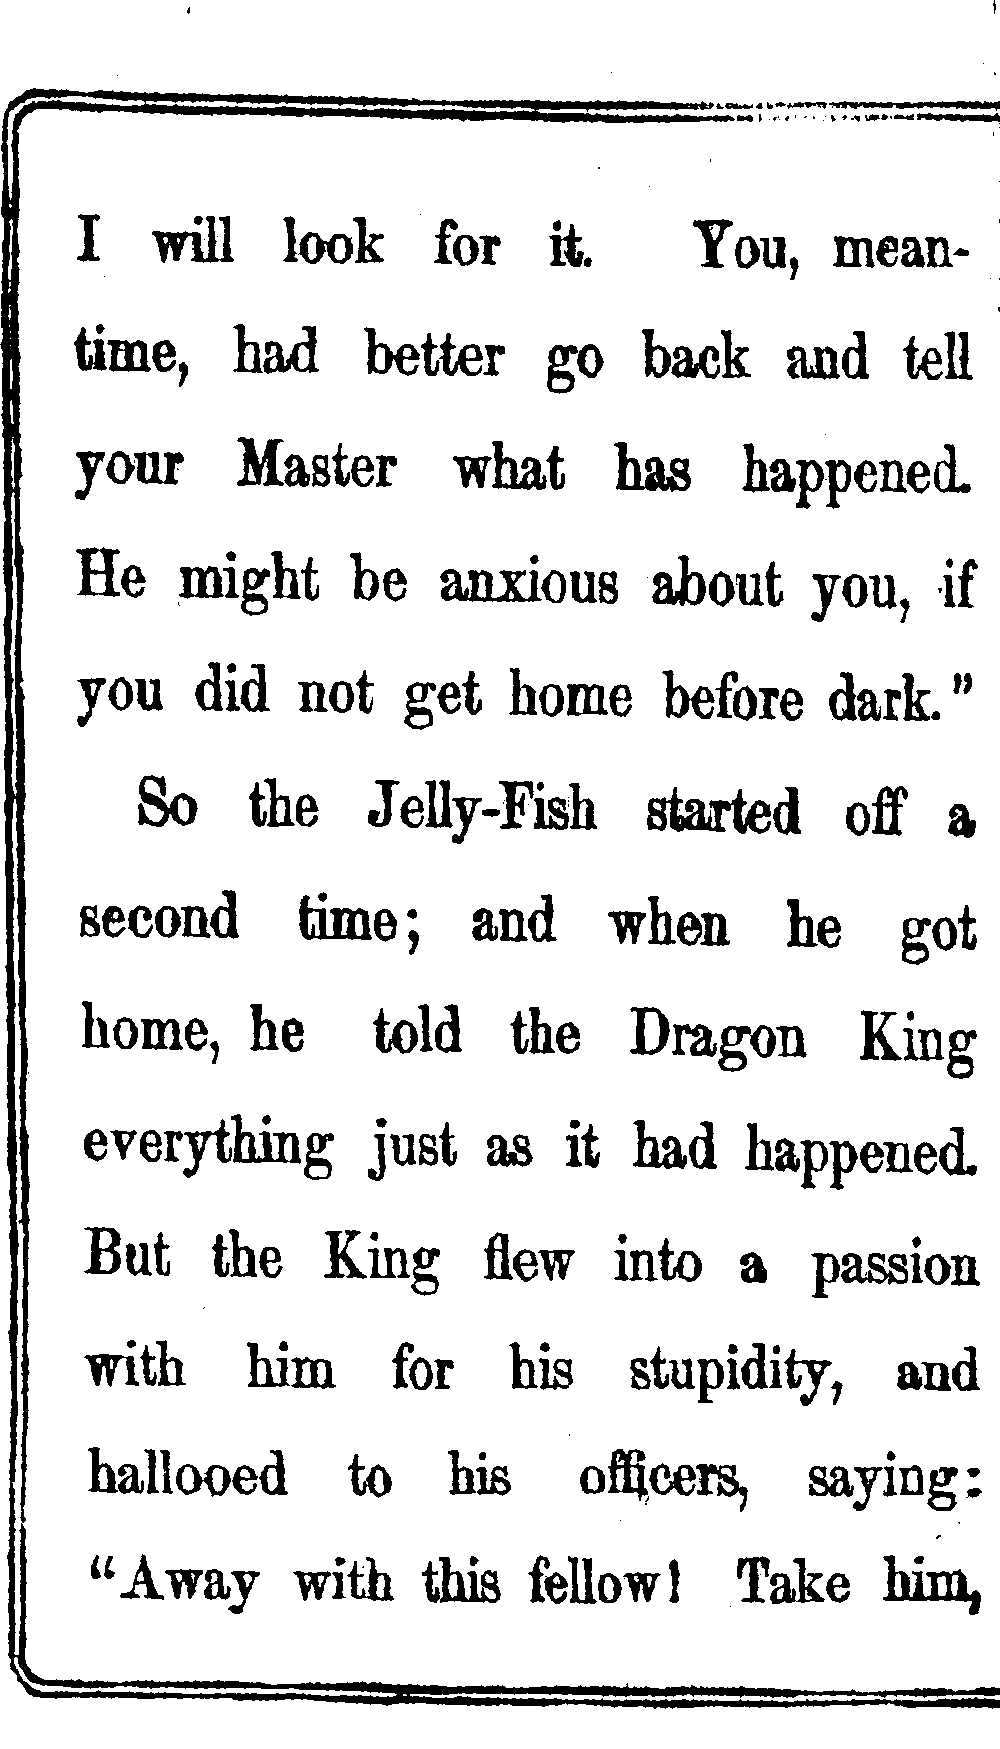 I will look for it. You, mean-
time, had better go back and tell
your Master what has happened.
He might be anxious about you, if
you did not get home before dark."
So the Jelly-Fish started off a
second time; and when he got
home, he told the Dragon King
everything just as it had happened.
But the King flew into a passion
with him for his stupidity, and
hallooed to his officers, saying:
"Away with this fellow! Take him,